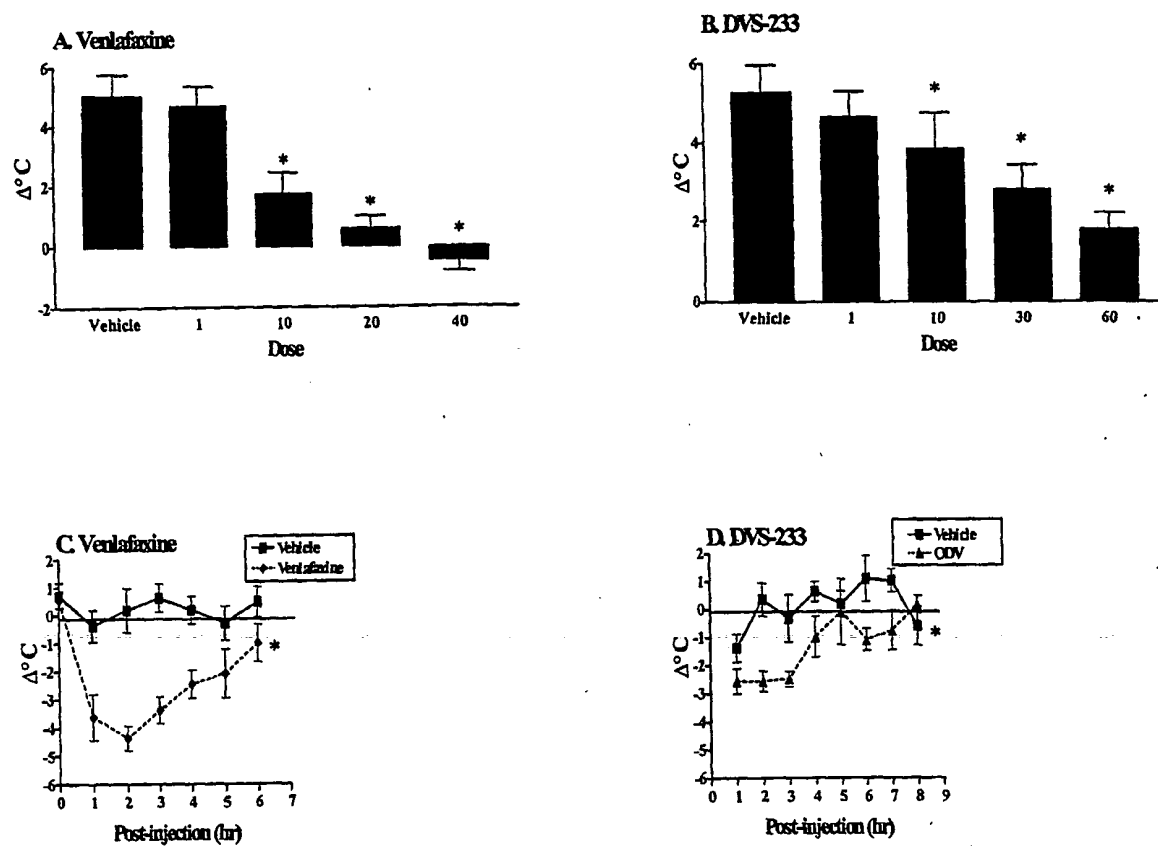 A. Venlafaxine
6
4
2
0
-2
Δ°C
*
*
*
Vehicle 1 10 20 40
Dose
B. DVS-233
6
4
2
0
Δ°C
*
*
*
Vehicle 1 10 30 60
Dose
C. Venlafaxine
Vehicle
Venlafaxine
2
1
0
-1
-2
-3
-4
-5
-6
Δ°C
*
0 1 2 3 4 5 6 7
Post-injection (hr)
D. DVS-233
Vehicle
ODV
2
1
0
-1
-2
-3
-4
-5
-6
Δ°C
*
0 1 2 3 4 5 6 7 8 9
Post-injection (hr)